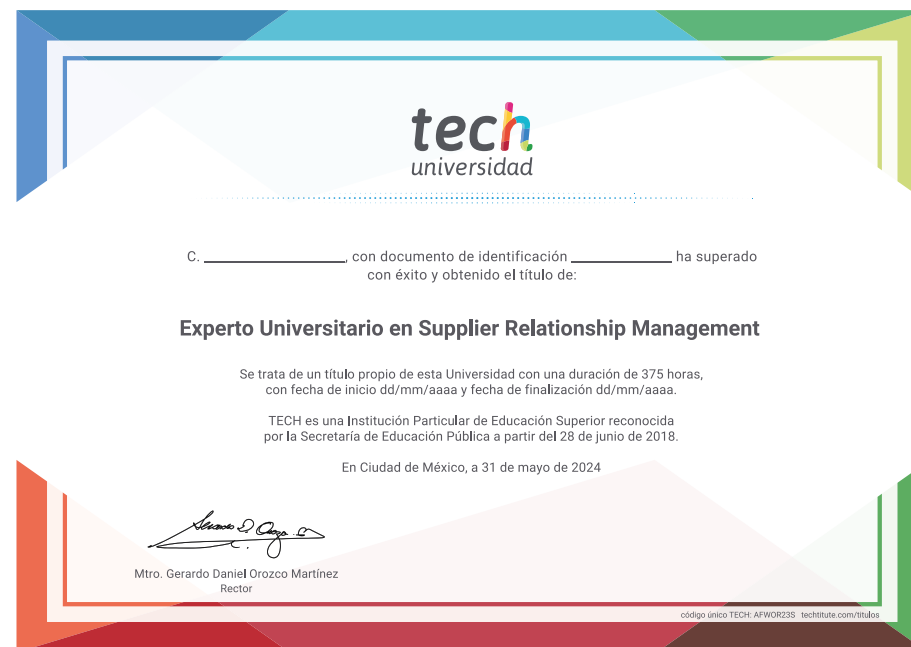 tech
universidad
C. ____________, con documento de identificación ____________ ha superado
con éxito y obtenido el título de:
Experto Universitario en Supplier Relationship Management
Se trata de un título propio de esta Universidad con una duración de 375 horas,
con fecha de inicio dd/mm/aaaa y fecha de finalización dd/mm/aaaa.
TECH es una Institución Particular de Educación Superior reconocida
por la Secretaría de Educación Pública a partir del 28 de junio de 2018.
En Ciudad de México, a 31 de mayo de 2024
Mtro. Gerardo Daniel Orozco Martínez
Rector
código único TECH: AFWOR23S techtitute.com/titulos